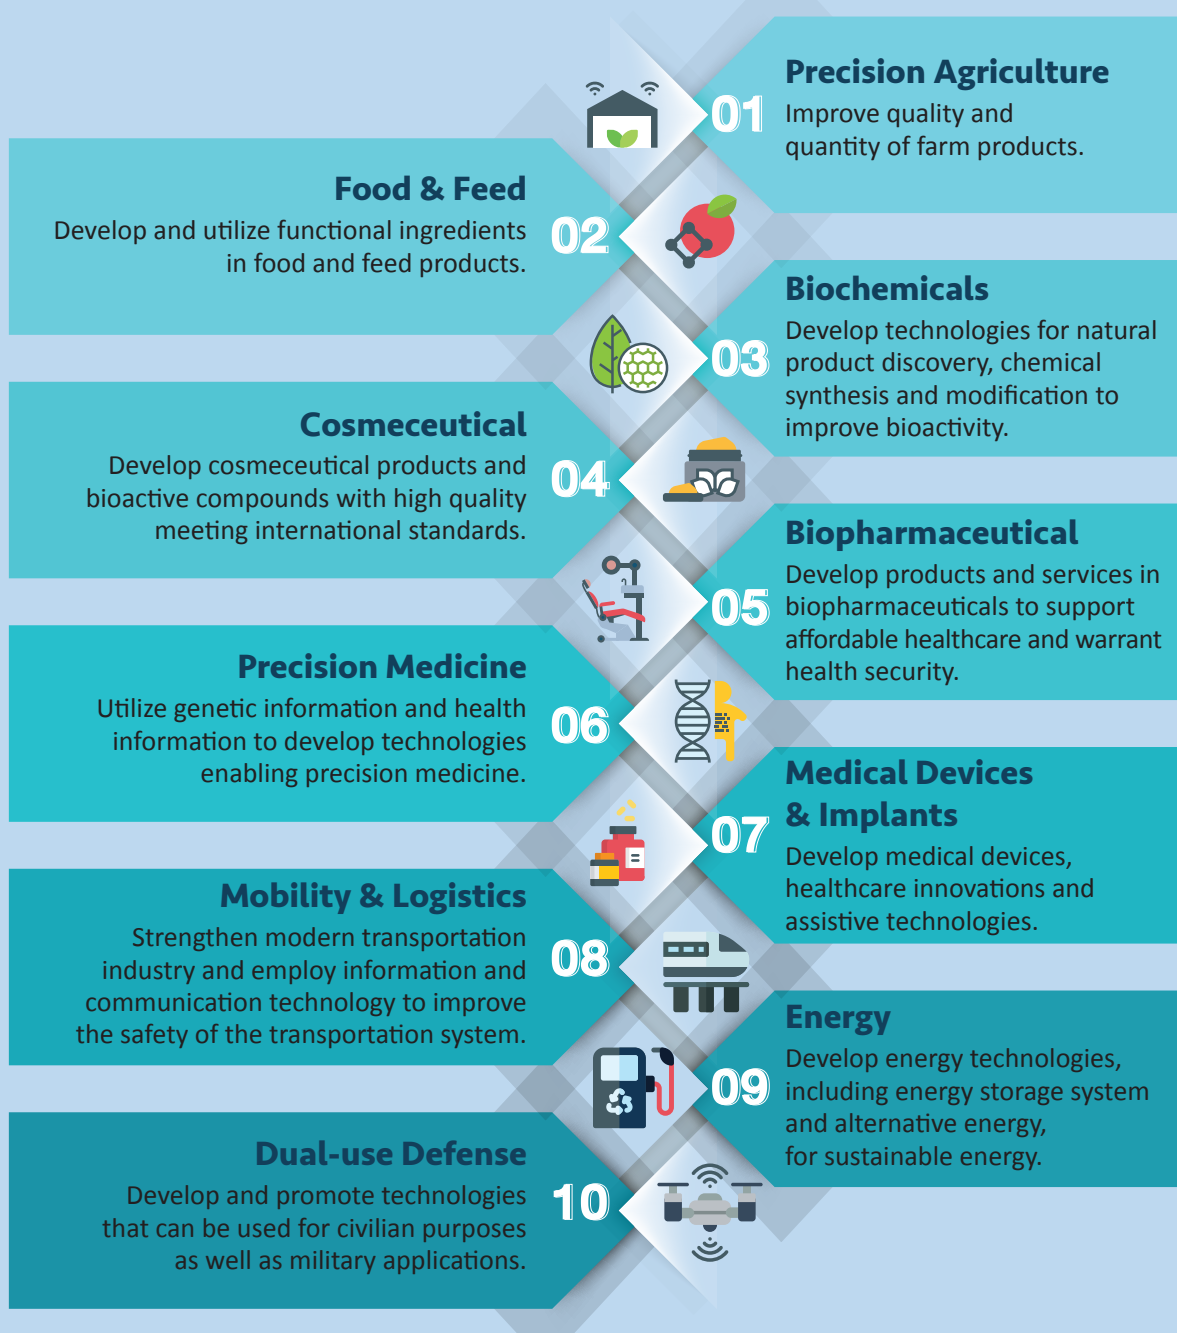 01
Precision Agriculture
Improve quality and
quantity of farm products.
02
Food & Feed
Develop and utilize functional ingredients
in food and feed products.
03
Biochemicals
Develop technologies for natural
product discovery, chemical
synthesis and modification to
improve bioactivity.
04
Cosmeceutical
Develop cosmeceutical products and
bioactive compounds with high quality
meeting international standards.
05
Biopharmaceutical
Develop products and services in
biopharmaceuticals to support
affordable healthcare and warrant
health security.
06
Precision Medicine
Utilize genetic information and health
information to develop technologies
enabling precision medicine.
07
Medical Devices
& Implants
Develop medical devices,
healthcare innovations and
assistive technologies.
08
Mobility & Logistics
Strengthen modern transportation
industry and employ information and
communication technology to improve
the safety of the transportation system.
09
Energy
Develop energy technologies,
including energy storage system
and alternative energy,
for sustainable energy.
10
Dual-use Defense
Develop and promote technologies
that can be used for civilian purposes
as well as military applications.